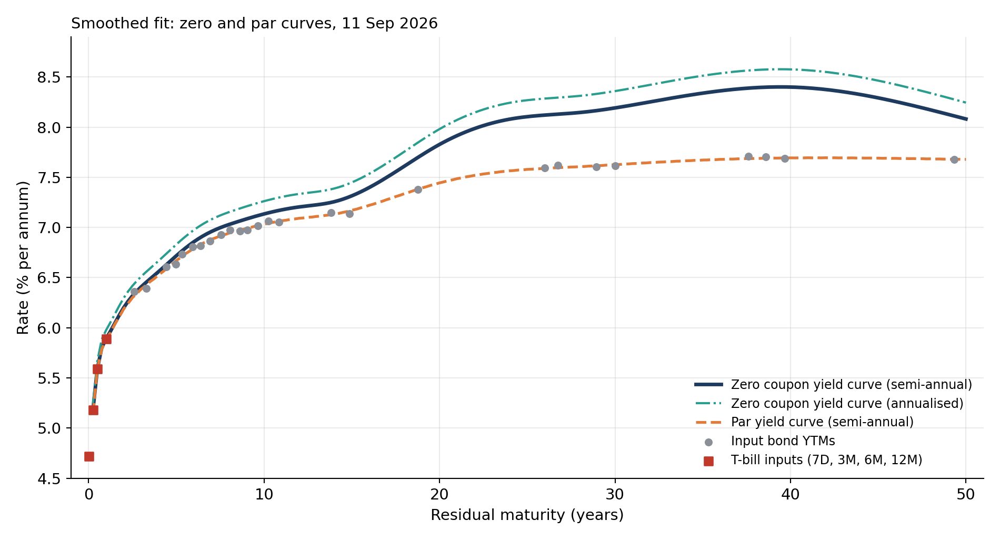 Smoothed fit: zero and par curves, 11 Sep 2026
Rate (% per annum)
8.5
8.0
7.5
7.0
6.5
6.0
5.5
5.0
4.5
Zero coupon yield curve (semi-annual)
Zero coupon yield curve (annualised)
Par yield curve (semi-annual)
Input bond YTMs
T-bill inputs (7D, 3M, 6M, 12M)
0 10 20 30 40 50
Residual maturity (years)